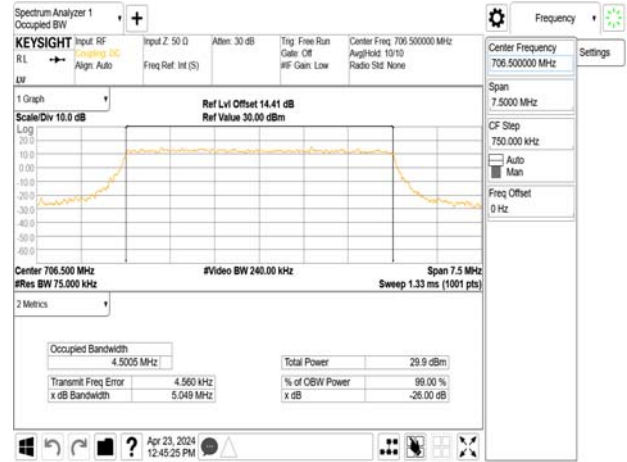 Spectrum Analyzer 1
Occupied BW
Frequency
KEYSIGHT
Input: RF
Coupling: DC
Align: Auto
Input Z: 50 Ω
Freq Ref: Int (S)
Atten: 30 dB
Trig: Free Run
Gate: Off
#IF Gain: Low
Center Freq: 706.500000 MHz
Avg|Hold: 10/10
Radio Std: None
RL
LXI
1 Graph
Scale/Div 10.0 dB
Ref Lvl Offset 14.41 dB
Ref Value 30.00 dBm
Log
20.0
10.0
0.00
-10.0
-20.0
-30.0
-40.0
-50.0
-60.0
Center 706.500 MHz
#Res BW 75.000 kHz
#Video BW 240.00 kHz
Span 7.5 MHz
Sweep 1.33 ms (1001 pts)
2 Metrics
Occupied Bandwidth
4.5005 MHz
Transmit Freq Error 4.560 kHz
x dB Bandwidth 5.049 MHz
Total Power 29.9 dBm
% of OBW Power 99.00 %
x dB -26.00 dB
Center Frequency
706.500000 MHz
Settings
Span
7.5000 MHz
CF Step
750.000 kHz
Auto
Man
Freq Offset
0 Hz
?
Apr 23, 2024
12:45:25 PM